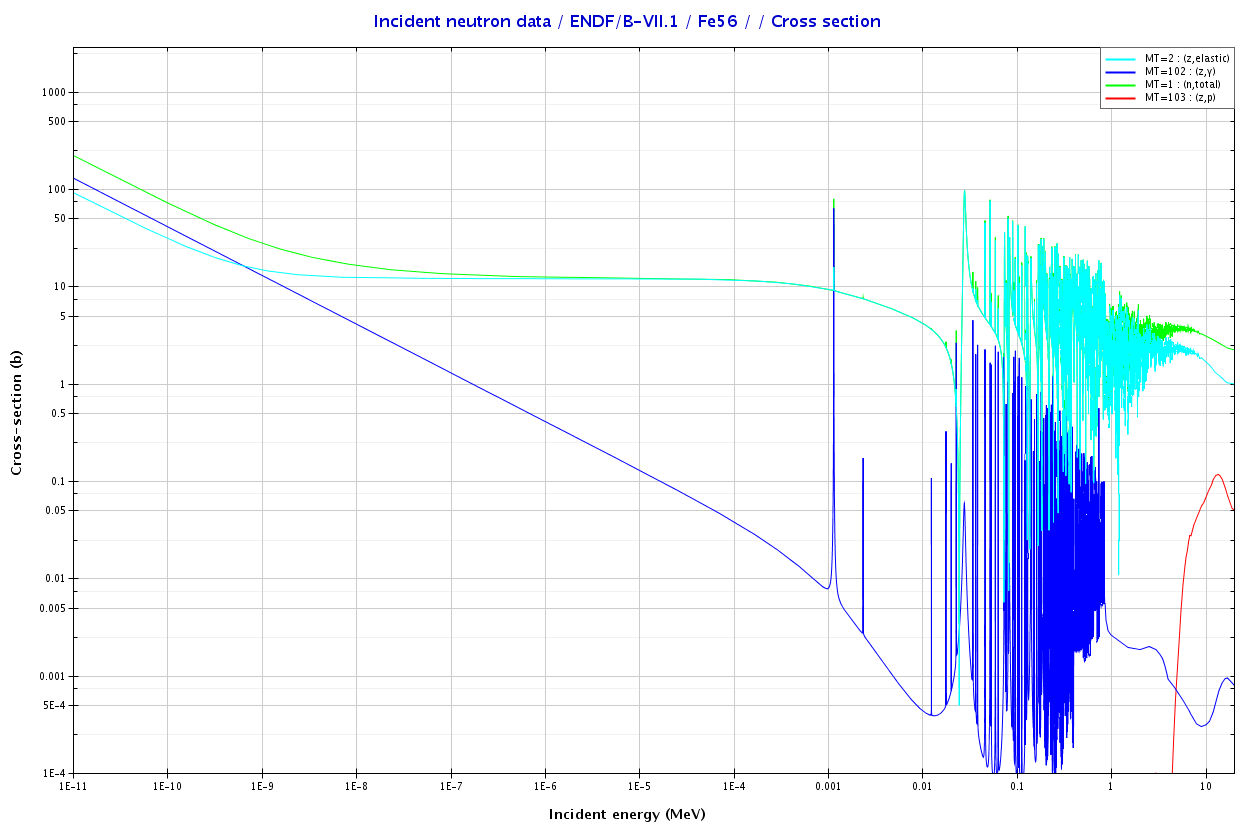 Incident neutron data / ENDF/B-VII.1 / Fe56 / / Cross section
MT=2 : (z,elastic)
MT=102 : (z,γ)
MT=1 : (n,total)
MT=103 : (z,p)
Cross-section (b)
1000
500
100
50
10
5
1
0.5
0.1
0.05
0.01
0.005
0.001
5E-4
1E-4
1E-11 1E-10 1E-9 1E-8 1E-7 1E-6 1E-5 1E-4 0.001 0.01 0.1 1 10
Incident energy (MeV)